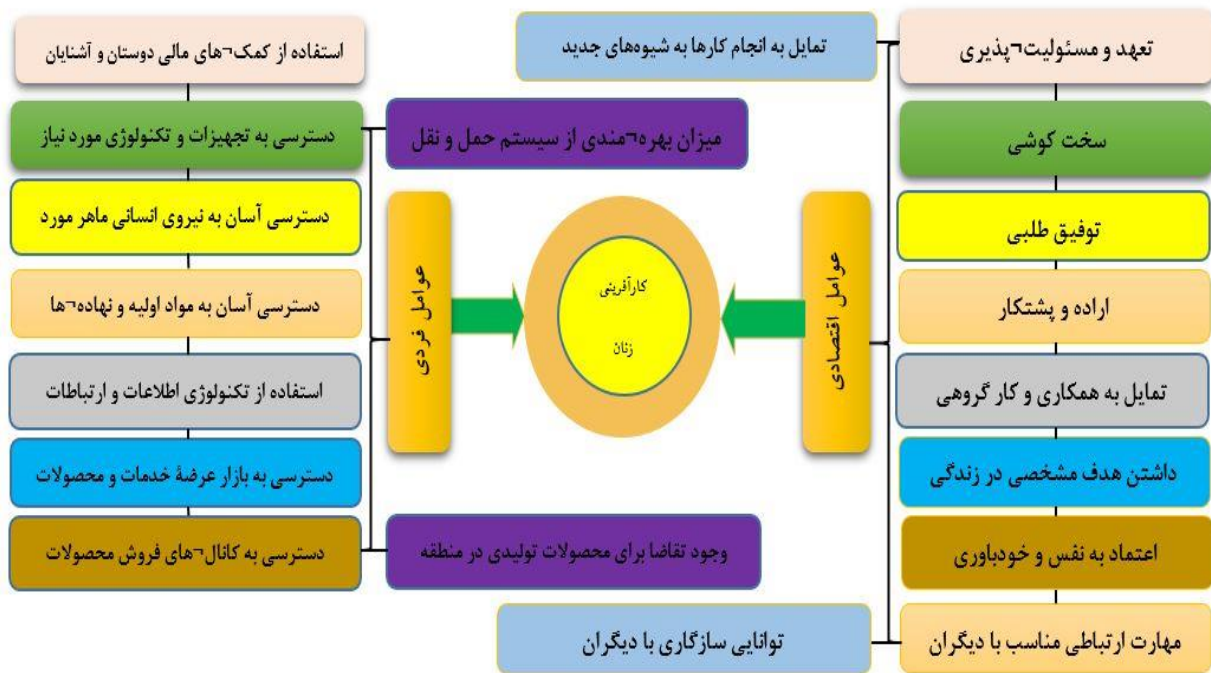 تعهد و مسئولیت¬پذیری
سخت کوشی
توفیق طلبی
اراده و پشتکار
تمایل به همکاری و کار گروهی
داشتن هدف مشخصی در زندگی
اعتماد به نفس و خودباوری
مهارت ارتباطی مناسب با دیگران
تمایل به انجام کارها به شیوه‌های جدید
توانایی سازگاری با دیگران
عوامل اقتصادی
کارآفرینی
زنان
عوامل فردی
میزان بهره¬مندی از سیستم حمل و نقل
وجود تقاضا برای محصولات تولیدی در منطقه
استفاده از کمک¬های مالی دوستان و آشنایان
دسترسی به تجهیزات و تکنولوژی مورد نیاز
دسترسی آسان به نیروی انسانی ماهر مورد
دسترسی آسان به مواد اولیه و نهاده¬ها
استفاده از تکنولوژی اطلاعات و ارتباطات
دسترسی به بازار عرضهٔ خدمات و محصولات
دسترسی به کانال¬های فروش محصولات